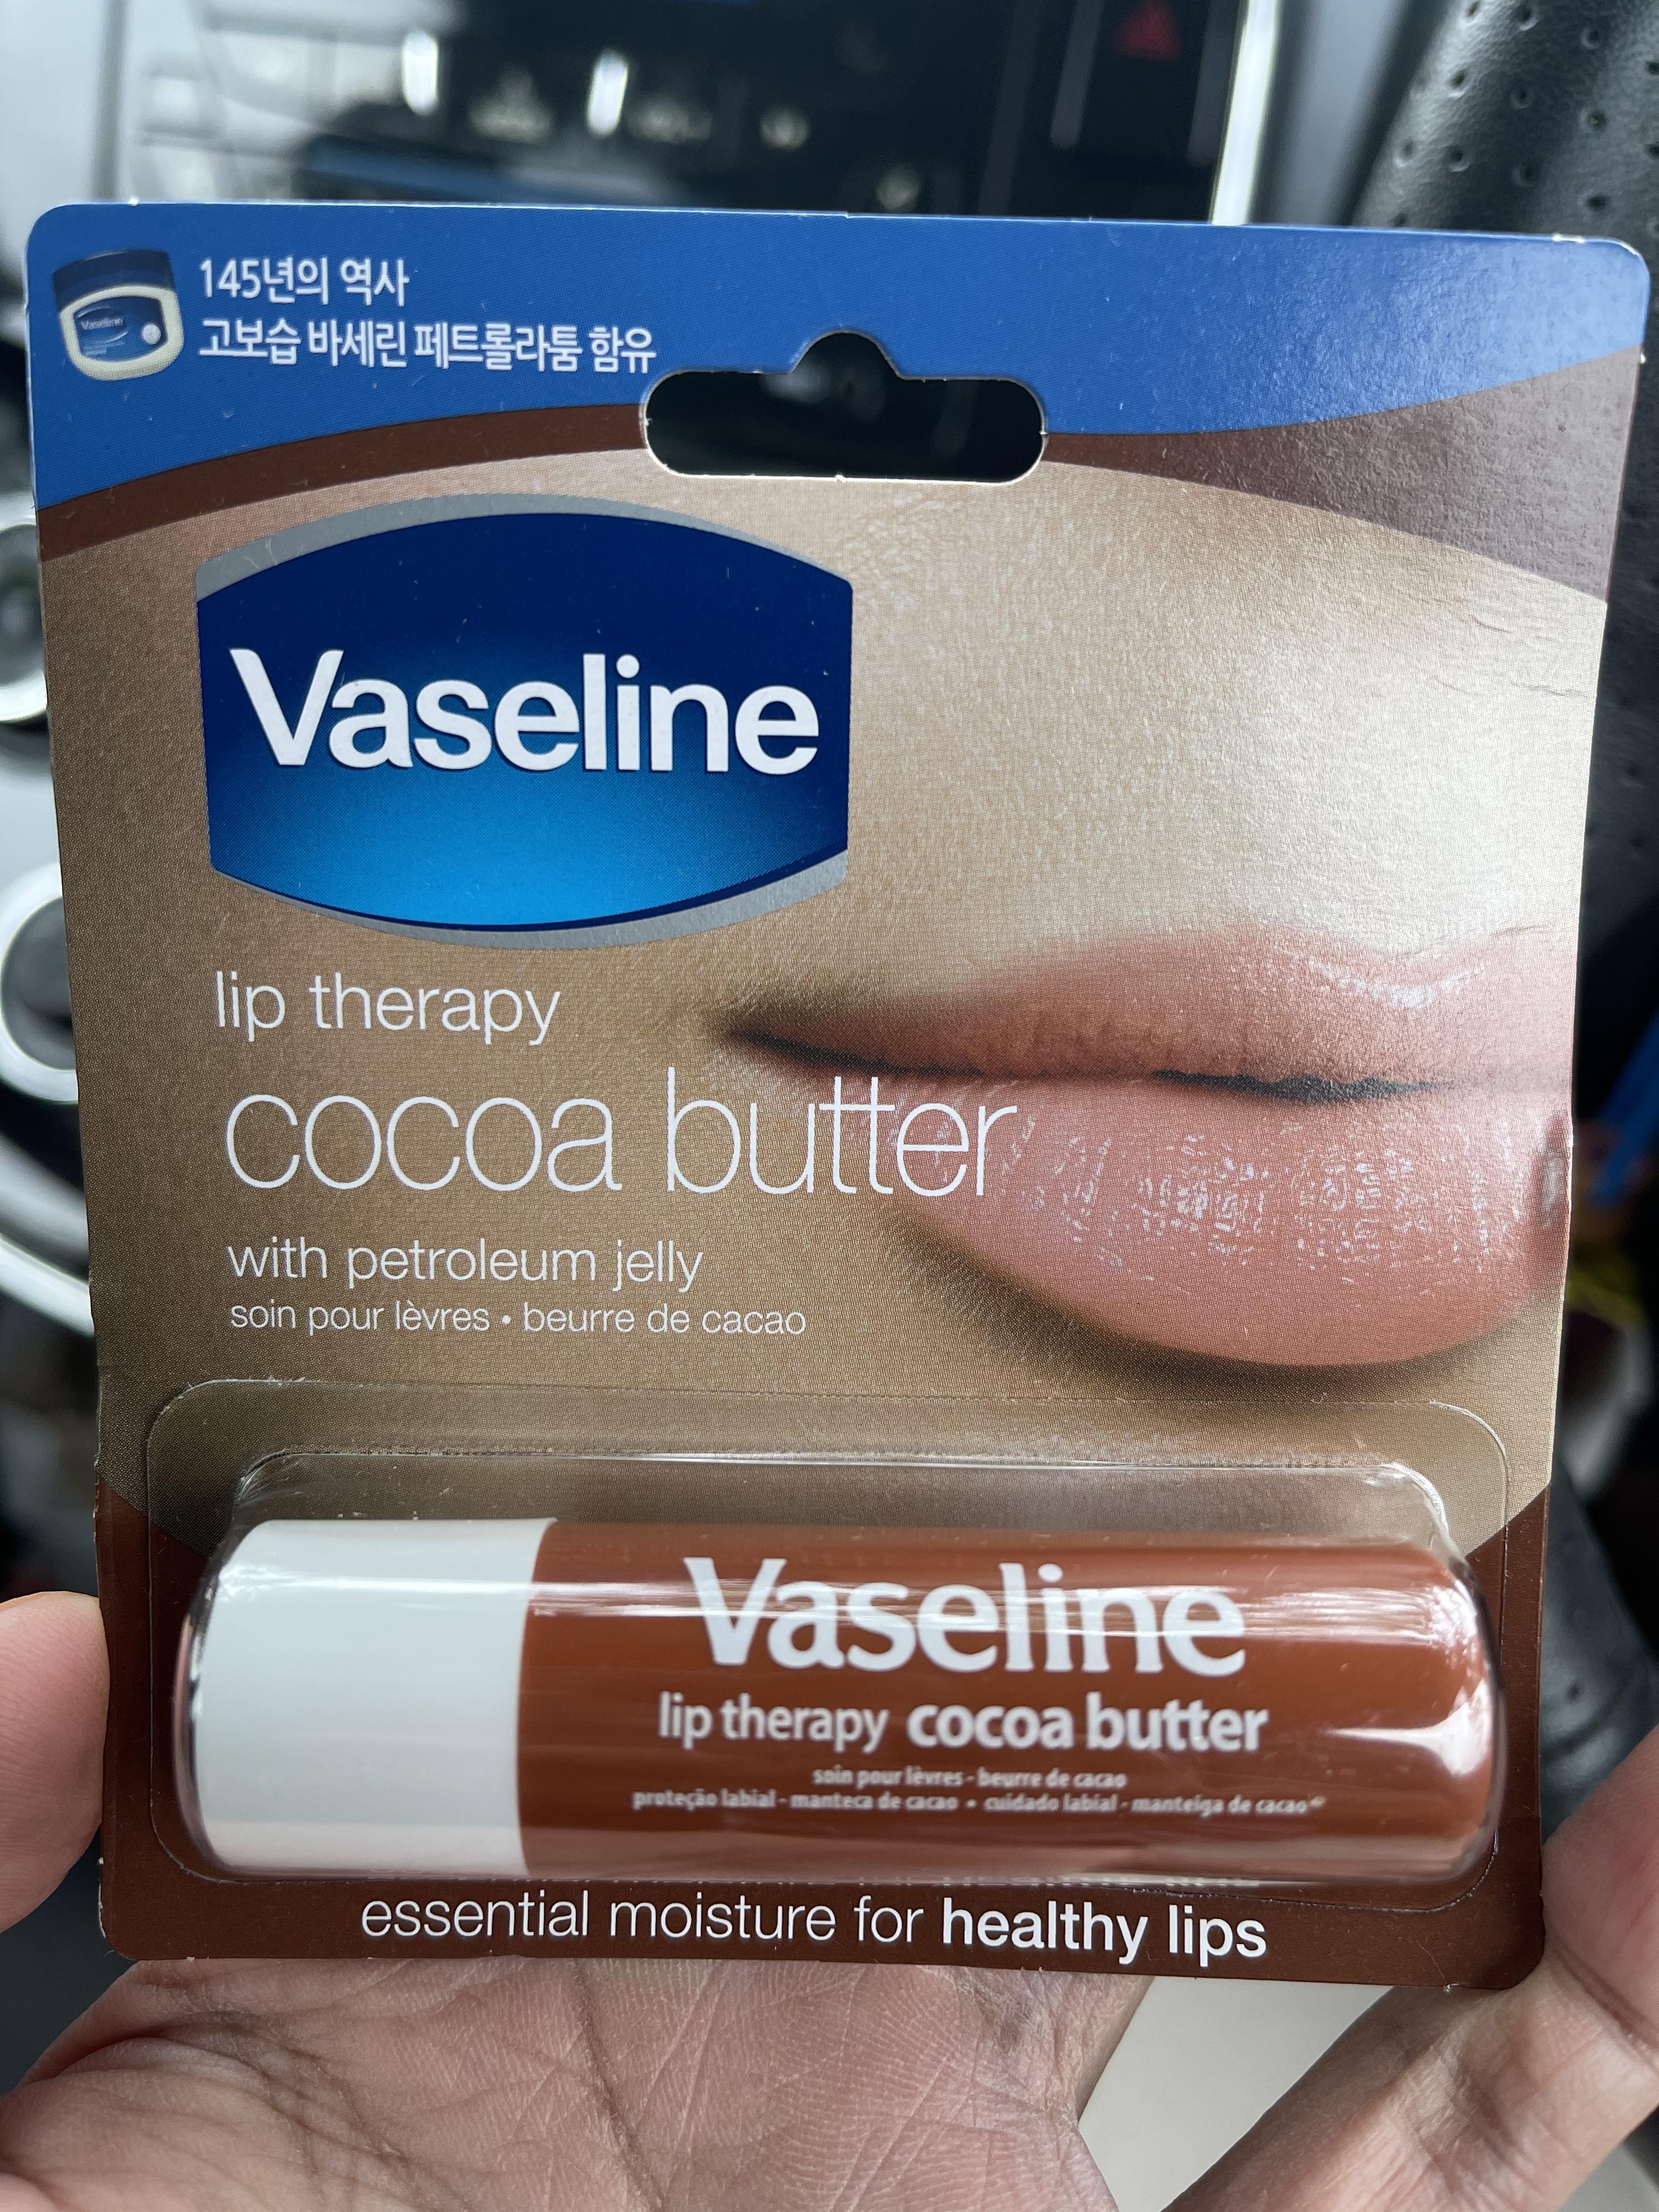 145년의 역사
고보습 바세린 페트롤라툼 함유
Vaseline
Vaseline
lip therapy
cocoa butter
with petroleum jelly
soin pour lèvres • beurre de cacao
Vaseline
lip therapy cocoa butter
soin pour lèvres - beurre de cacao
proteção labial - manteca de cacao • cuidado labial - manteiga de cacao
essential moisture for healthy lips